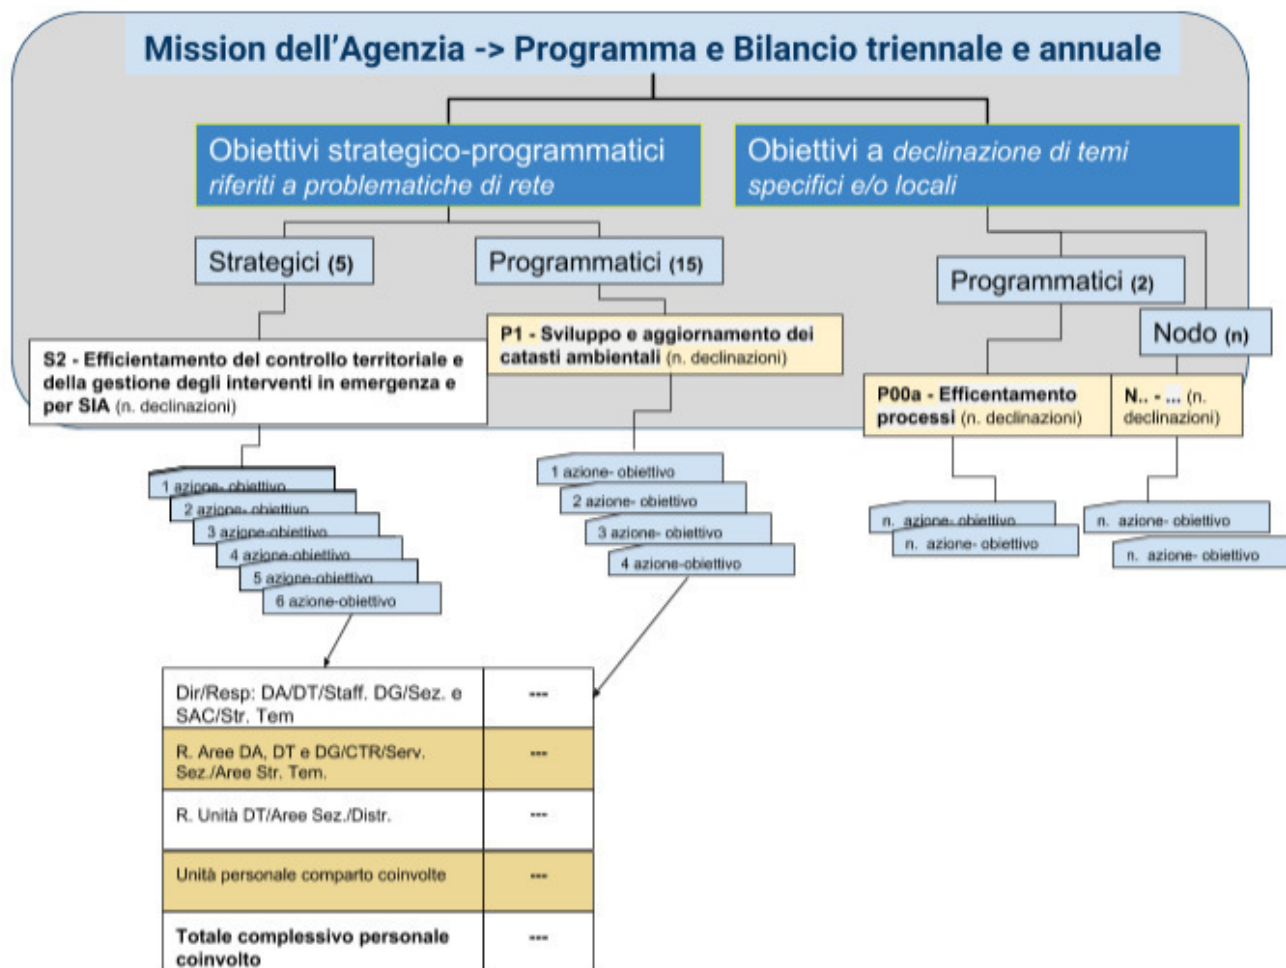 Mission dell'Agenzia -> Programma e Bilancio triennale e annuale
Obiettivi strategico-programmatici
riferiti a problematiche di rete
Obiettivi a declinazione di temi
specifici e/o locali
Strategici (5)
Programmatici (15)
Programmatici (2)
Nodo (n)
S2 - Efficientamento del controllo territoriale e
della gestione degli interventi in emergenza e
per SIA (n. declinazioni)
P1 - Sviluppo e aggiornamento dei
catasti ambientali (n. declinazioni)
P00a - Efficentamento
processi (n. declinazioni)
N.. - ... (n.
declinazioni)
1 azione- obiettivo
2 azione- obiettivo
3 azione-obiettivo
4 azione-obiettivo
5 azione-obiettivo
6 azione-obiettivo
1 azione- obiettivo
2 azione- obiettivo
3 azione-obiettivo
4 azione-obiettivo
n. azione- obiettivo
n. azione- obiettivo
n. azione- obiettivo
n. azione- obiettivo
Dir/Resp: DA/DT/Staff. DG/Sez. e
SAC/Str. Tem
---
R. Aree DA, DT e DG/CTR/Serv.
Sez./Aree Str. Tem.
---
R. Unità DT/Aree Sez./Distr.
---
Unità personale comparto coinvolte
---
Totale complessivo personale
coinvolto
---